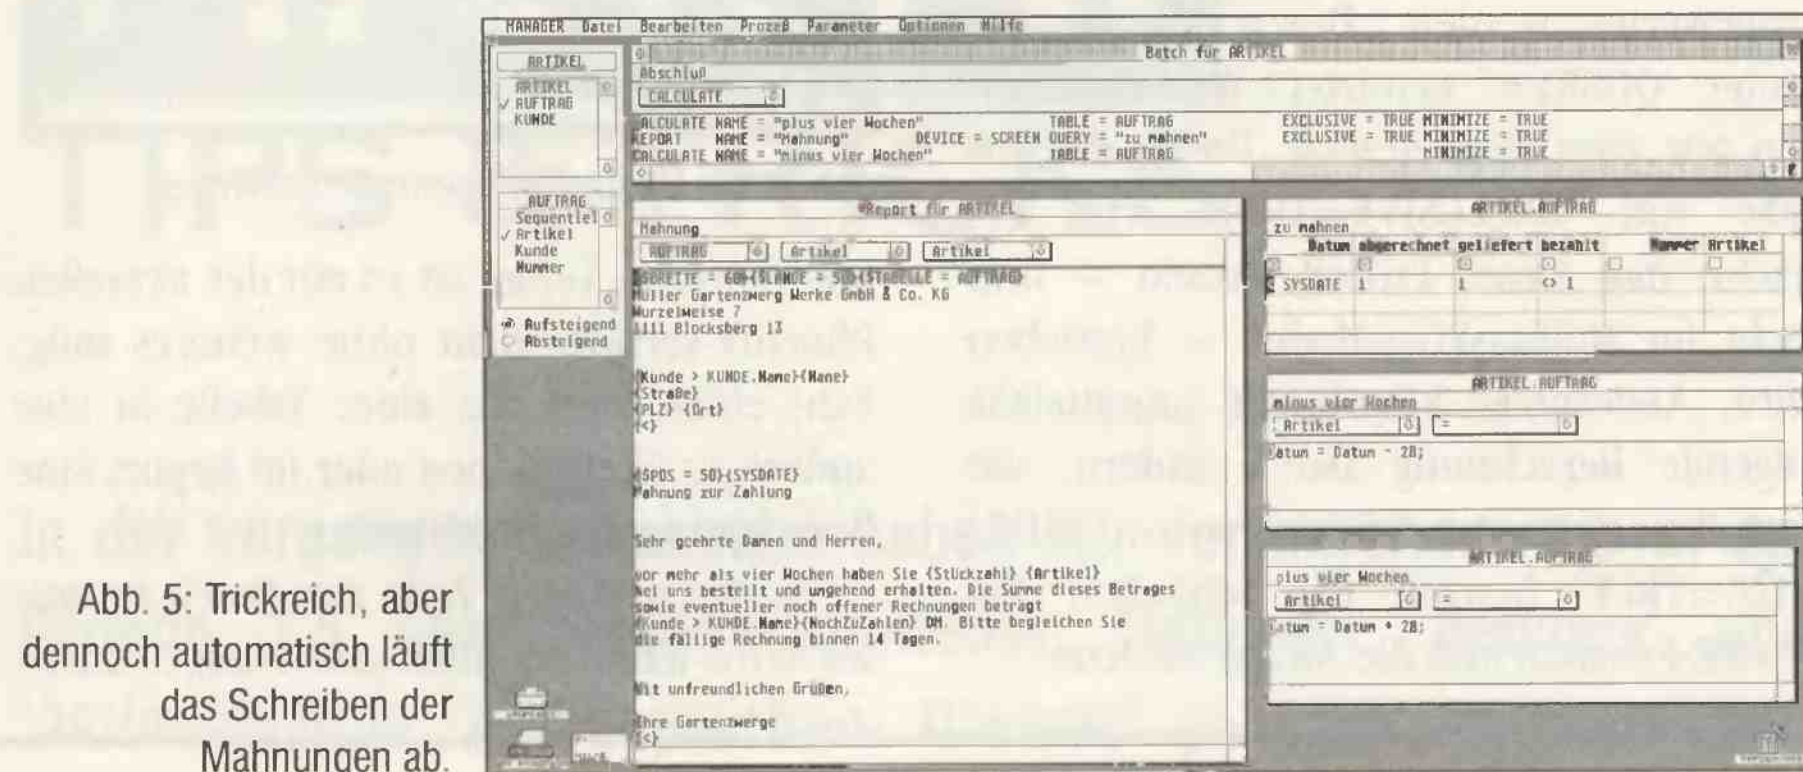 MANAGER Datei Bearbeiten Prozeß Parameter Optionen Hilfe
ARTIKEL
ARTIKEL
√ AUFTRAG
KUNDE
AUFTRAG
Sequentiel
√ Artikel
Kunde
Nummer
Aufsteigend
Absteigend
Batch für ARTIKEL
Abschluß
CALCULATE
CALCULATE NAME = "plus vier Wochen" TABLE = AUFTRAG EXCLUSIVE = TRUE MINIMIZE = TRUE
REPORT NAME = "Mahnung" DEVICE = SCREEN QUERY = "zu mahnen" EXCLUSIVE = TRUE MINIMIZE = TRUE
CALCULATE NAME = "minus vier Wochen" TABLE = AUFTRAG MINIMIZE = TRUE
Report für ARTIKEL
Mahnung
AUFTRAG Artikel Artikel
{$BREITE = 60}{$LAENGE = 50}{$TABELLE = AUFTRAG}
Müller Gartenzwerg Werke GmbH & Co. KG
Wurzelweise 7
1111 Blocksberg 13
{Kunde > KUNDE.Name}{Name}
{Straße}
{PLZ} {Ort}
{<}
{$POS = 50}{SYSDATE}
Mahnung zur Zahlung
Sehr geehrte Damen und Herren,
vor mehr als vier Wochen haben Sie {Stückzahl} {Artikel}
bei uns bestellt und umgehend erhalten. Die Summe dieses Betrages
sowie eventueller noch offener Rechnungen beträgt
{Kunde > KUNDE.Name}{NochZuZahlen} DM. Bitte begleichen Sie
die fällige Rechnung binnen 14 Tagen.
Mit unfreundlichen Grüßen,
Ihre Gartenzwerge
{<}
ARTIKEL.AUFTRAG
zu mahnen
Datum abgerechnet geliefert bezahlt Nummer Artikel
< SYSDATE 1 1 <> 1
ARTIKEL.AUFTRAG
minus vier Wochen
Artikel =
Datum = Datum - 28;
ARTIKEL.AUFTRAG
plus vier Wochen
Artikel =
Datum = Datum + 28;
Abb. 5: Trickreich, aber
dennoch automatisch läuft
das Schreiben der
Mahnungen ab.